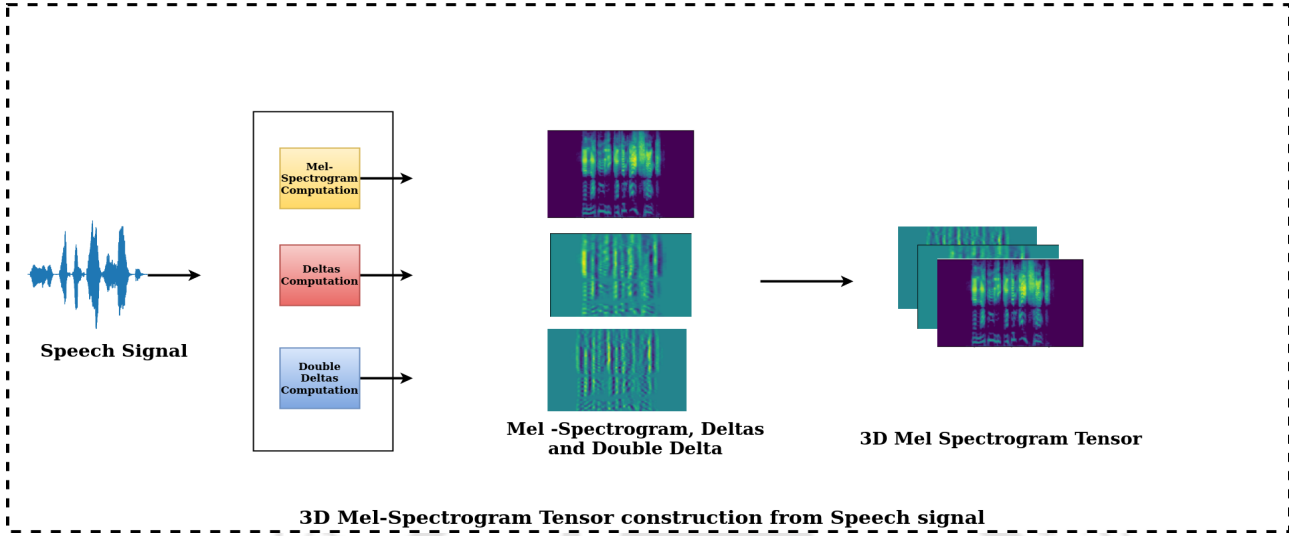 Mel-
Spectrogram
Computation
Deltas
Computation
Double
Deltas
Computation
Speech Signal
Mel -Spectrogram, Deltas
and Double Delta
3D Mel Spectrogram Tensor
3D Mel-Spectrogram Tensor construction from Speech signal